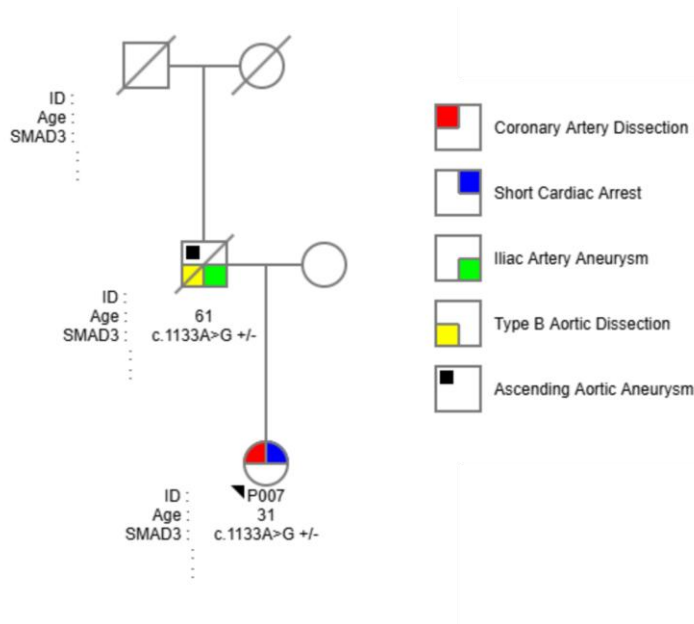 ID :
Age :
SMAD3 :
:
:
Coronary Artery Dissection
Short Cardiac Arrest
Iliac Artery Aneurysm
Type B Aortic Dissection
Ascending Aortic Aneurysm
ID :
Age : 61
SMAD3 : c.1133A>G +/-
:
:
ID : P007
Age : 31
SMAD3 : c.1133A>G +/-
:
: